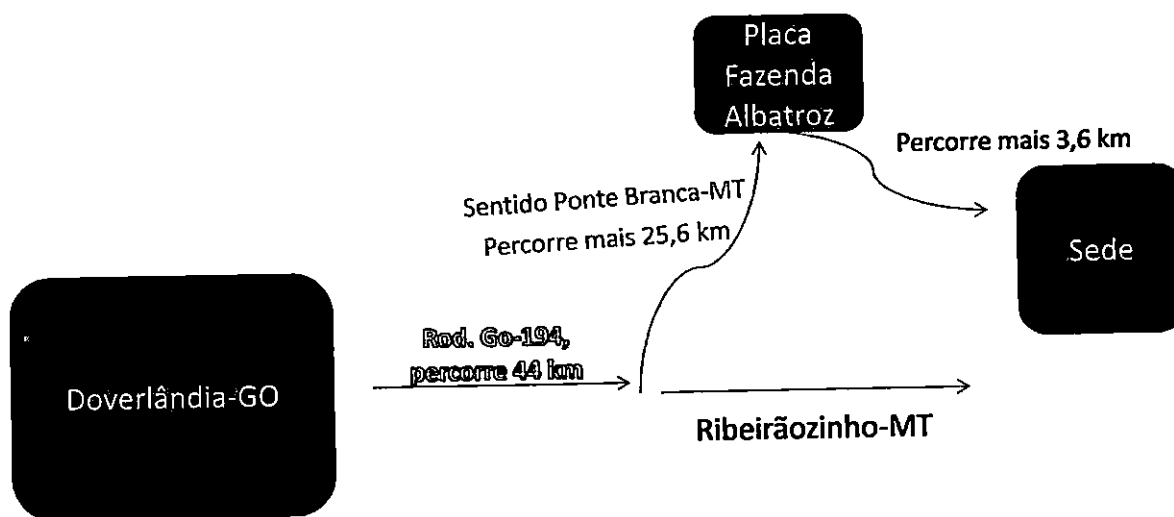 Placa
Fazenda
Albatroz
Percorre mais 3,6 km
Sentido Ponte Branca-MT
Percorre mais 25,6 km
Sede
Rod. Go-194,
percorre 44 km
Doverlândia-GO
Ribeirãozinho-MT